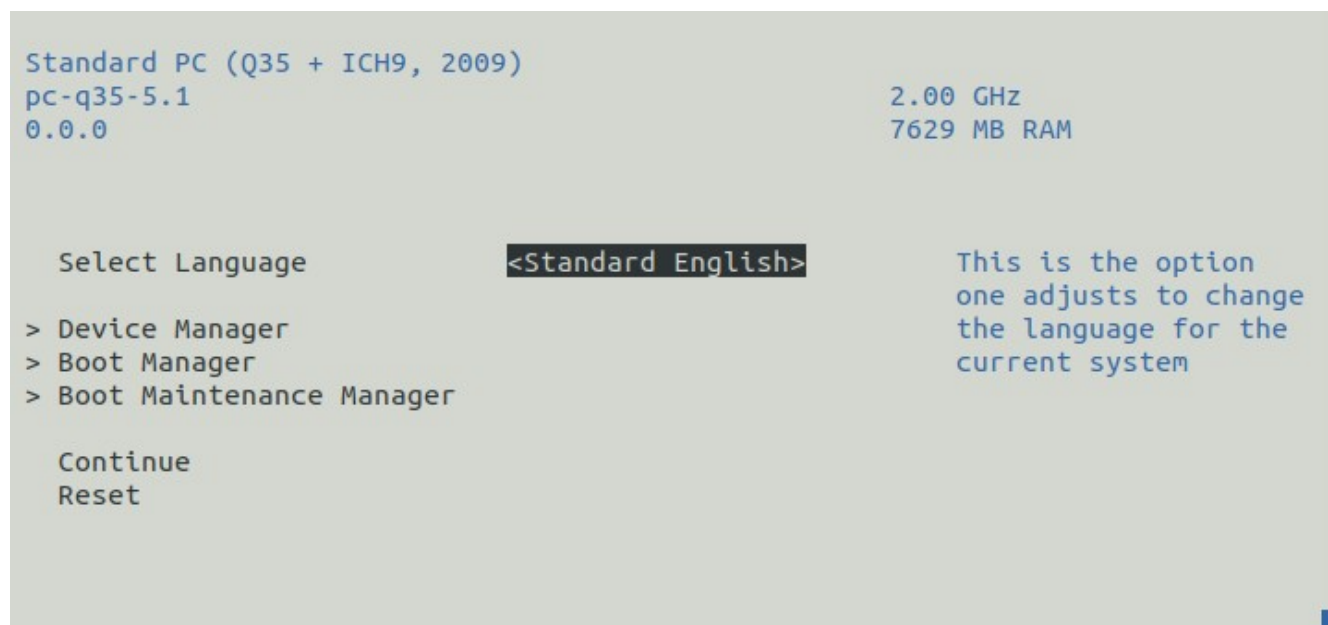 Standard PC (Q35 + ICH9, 2009)
pc-q35-5.1 2.00 GHz
0.0.0 7629 MB RAM
Select Language <Standard English> This is the option
one adjusts to change
> Device Manager the language for the
> Boot Manager current system
> Boot Maintenance Manager
Continue
Reset